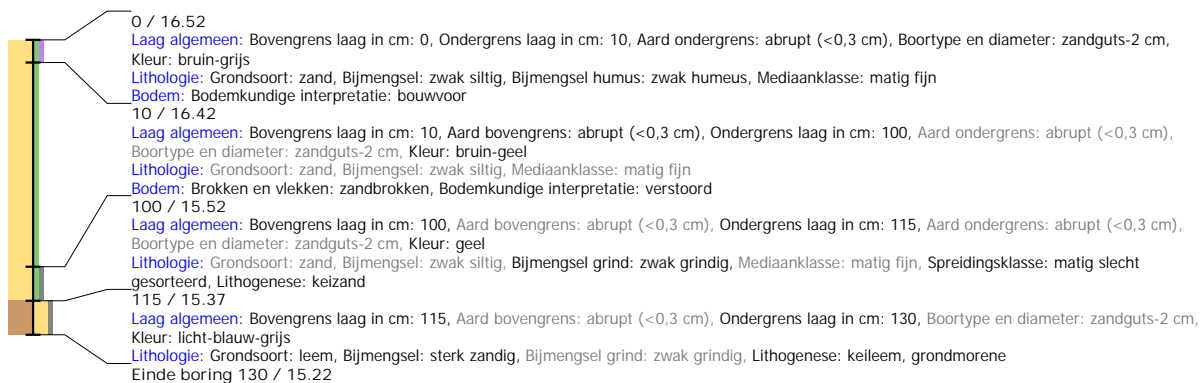 0 / 16.52
Laag algemeen: Bovengrens laag in cm: 0, Ondergrens laag in cm: 10, Aard ondergrens: abrupt (<0,3 cm), Boortype en diameter: zandguts-2 cm,
Kleur: bruin-grijs
Lithologie: Grondsoort: zand, Bijmengsel: zwak siltig, Bijmengsel humus: zwak humeus, Mediaanklasse: matig fijn
Bodem: Bodemkundige interpretatie: bouwvoor
10 / 16.42
Laag algemeen: Bovengrens laag in cm: 10, Aard bovengrens: abrupt (<0,3 cm), Ondergrens laag in cm: 100, Aard ondergrens: abrupt (<0,3 cm),
Boortype en diameter: zandguts-2 cm, Kleur: bruin-geel
Lithologie: Grondsoort: zand, Bijmengsel: zwak siltig, Mediaanklasse: matig fijn
Bodem: Brokken en vlekken: zandbrokken, Bodemkundige interpretatie: verstoord
100 / 15.52
Laag algemeen: Bovengrens laag in cm: 100, Aard bovengrens: abrupt (<0,3 cm), Ondergrens laag in cm: 115, Aard ondergrens: abrupt (<0,3 cm),
Boortype en diameter: zandguts-2 cm, Kleur: geel
Lithologie: Grondsoort: zand, Bijmengsel: zwak siltig, Bijmengsel grind: zwak grindig, Mediaanklasse: matig fijn, Spreidingsklasse: matig slecht
gesorteerd, Lithogenese: keizand
115 / 15.37
Laag algemeen: Bovengrens laag in cm: 115, Aard bovengrens: abrupt (<0,3 cm), Ondergrens laag in cm: 130, Boortype en diameter: zandguts-2 cm,
Kleur: licht-blauw-grijs
Lithologie: Grondsoort: leem, Bijmengsel: sterk zandig, Bijmengsel grind: zwak grindig, Lithogenese: keileem, grondmorene
Einde boring 130 / 15.22